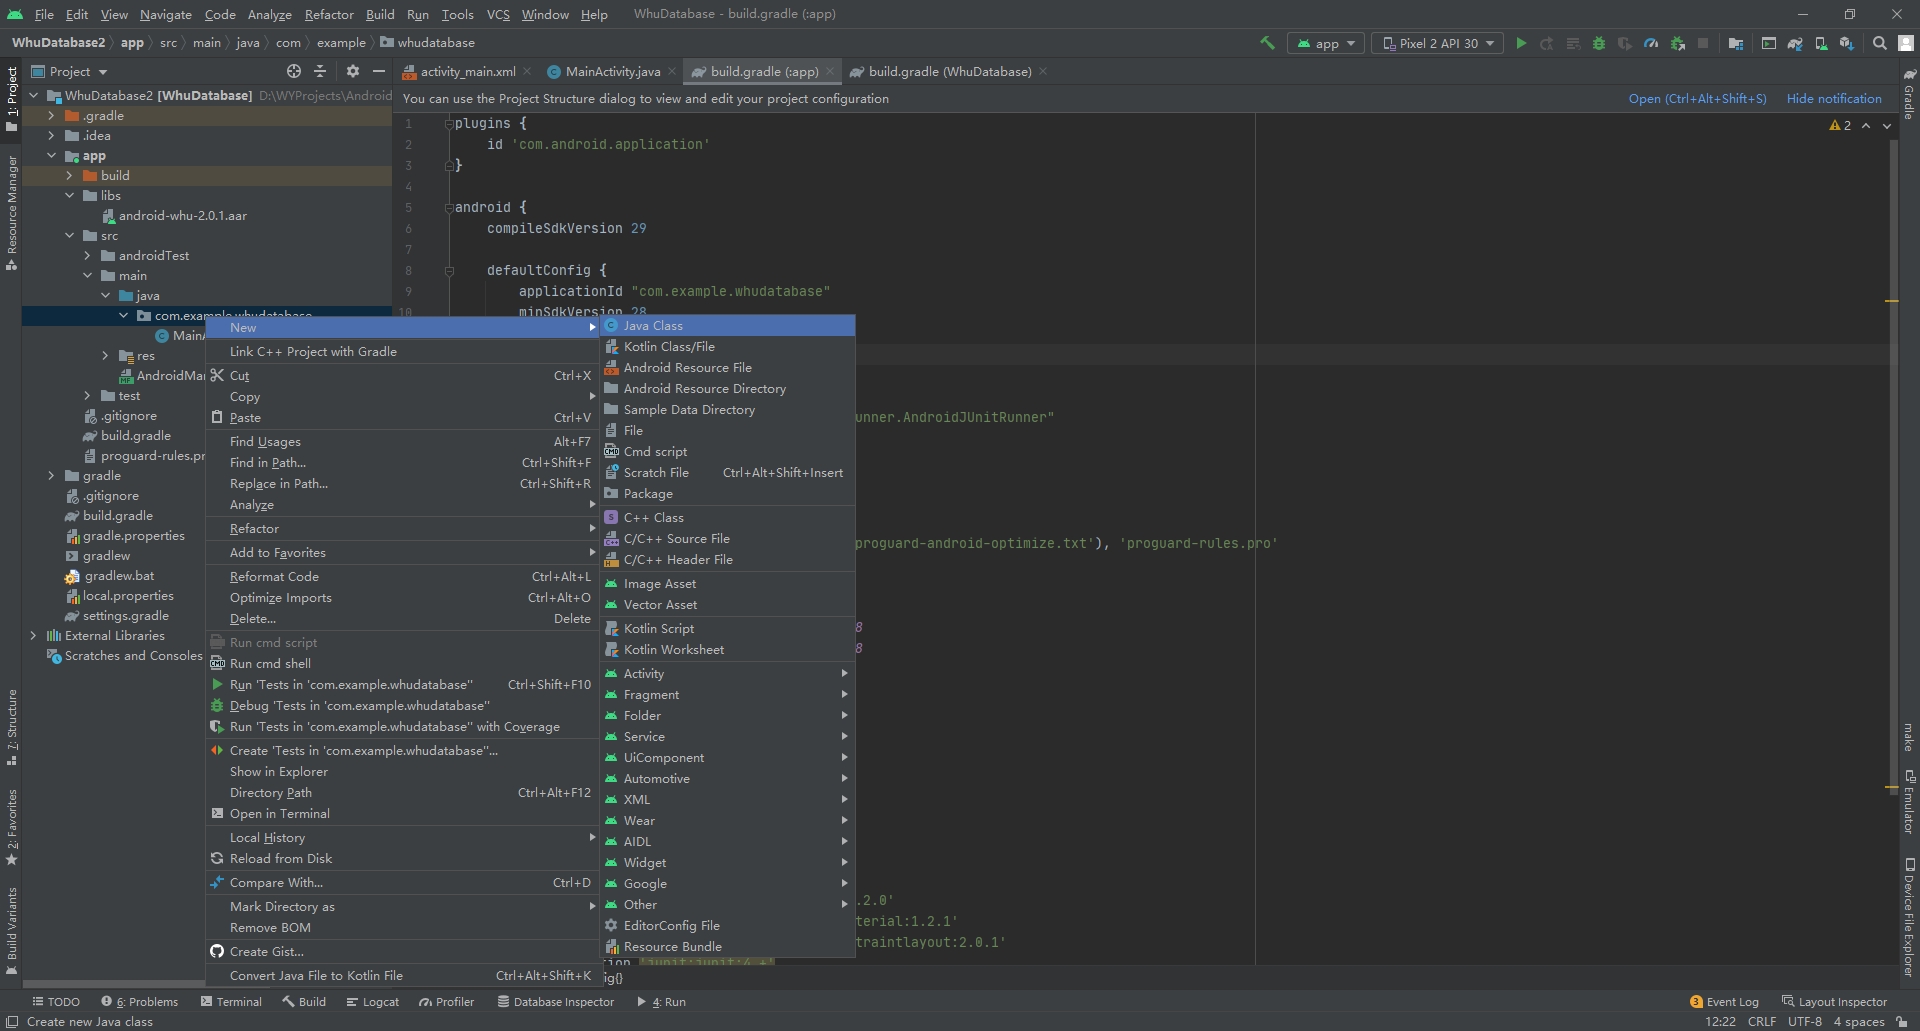 File Edit View Navigate Code Analyze Refactor Build Run Tools VCS Window Help WhuDatabase - build.gradle (:app)
WhuDatabase2 app src main java com example whudatabase app Pixel 2 API 30
Project activity_main.xml MainActivity.java build.gradle (:app) build.gradle (WhuDatabase)
WhuDatabase2 [WhuDatabase] D:\WYProjects\Android
You can use the Project Structure dialog to view and edit your project configuration Open (Ctrl+Alt+Shift+S) Hide notification
.gradle
.idea
app
build
libs
android-whu-2.0.1.aar
src
androidTest
main
java
com.example.whudatabase
MainA
res
AndroidMa
test
.gitignore
build.gradle
proguard-rules.pr
gradle
.gitignore
build.gradle
gradle.properties
gradlew
gradlew.bat
local.properties
settings.gradle
External Libraries
Scratches and Consoles
1 plugins {
2 id 'com.android.application'
3 }
4
5 android {
6 compileSdkVersion 29
7
8 defaultConfig {
9 applicationId "com.example.whudatabase"
10 minSdkVersion 28
unner.AndroidJUnitRunner"
proguard-android-optimize.txt'), 'proguard-rules.pro'
8
8
.2.0'
terial:1.2.1'
traintlayout:2.0.1'
ion 'junit:junit:4.+'
ig{}
2
New
Link C++ Project with Gradle
Cut Ctrl+X
Copy
Paste Ctrl+V
Find Usages Alt+F7
Find in Path... Ctrl+Shift+F
Replace in Path... Ctrl+Shift+R
Analyze
Refactor
Add to Favorites
Reformat Code Ctrl+Alt+L
Optimize Imports Ctrl+Alt+O
Delete... Delete
Run cmd script
Run cmd shell
Run 'Tests in 'com.example.whudatabase'' Ctrl+Shift+F10
Debug 'Tests in 'com.example.whudatabase''
Run 'Tests in 'com.example.whudatabase'' with Coverage
Create 'Tests in 'com.example.whudatabase''...
Show in Explorer
Directory Path Ctrl+Alt+F12
Open in Terminal
Local History
Reload from Disk
Compare With... Ctrl+D
Mark Directory as
Remove BOM
Create Gist...
Convert Java File to Kotlin File Ctrl+Alt+Shift+K
Java Class
Kotlin Class/File
Android Resource File
Android Resource Directory
Sample Data Directory
File
Cmd script
Scratch File Ctrl+Alt+Shift+Insert
Package
C++ Class
C/C++ Source File
C/C++ Header File
Image Asset
Vector Asset
Kotlin Script
Kotlin Worksheet
Activity
Fragment
Folder
Service
UiComponent
Automotive
XML
Wear
AIDL
Widget
Google
Other
EditorConfig File
Resource Bundle
1: Project
Resource Manager
7: Structure
2: Favorites
Build Variants
Gradle
make
Emulator
Device File Explorer
TODO 6: Problems Terminal Build Logcat Profiler Database Inspector 4: Run 3 Event Log Layout Inspector
Create new Java class 12:22 CRLF UTF-8 4 spaces